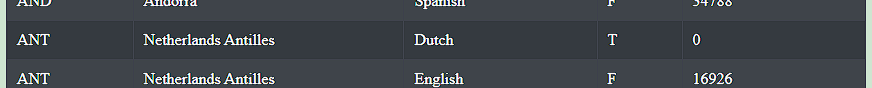 AND Andorra Spanish F 34788
ANT Netherlands Antilles Dutch T 0
ANT Netherlands Antilles English F 16926